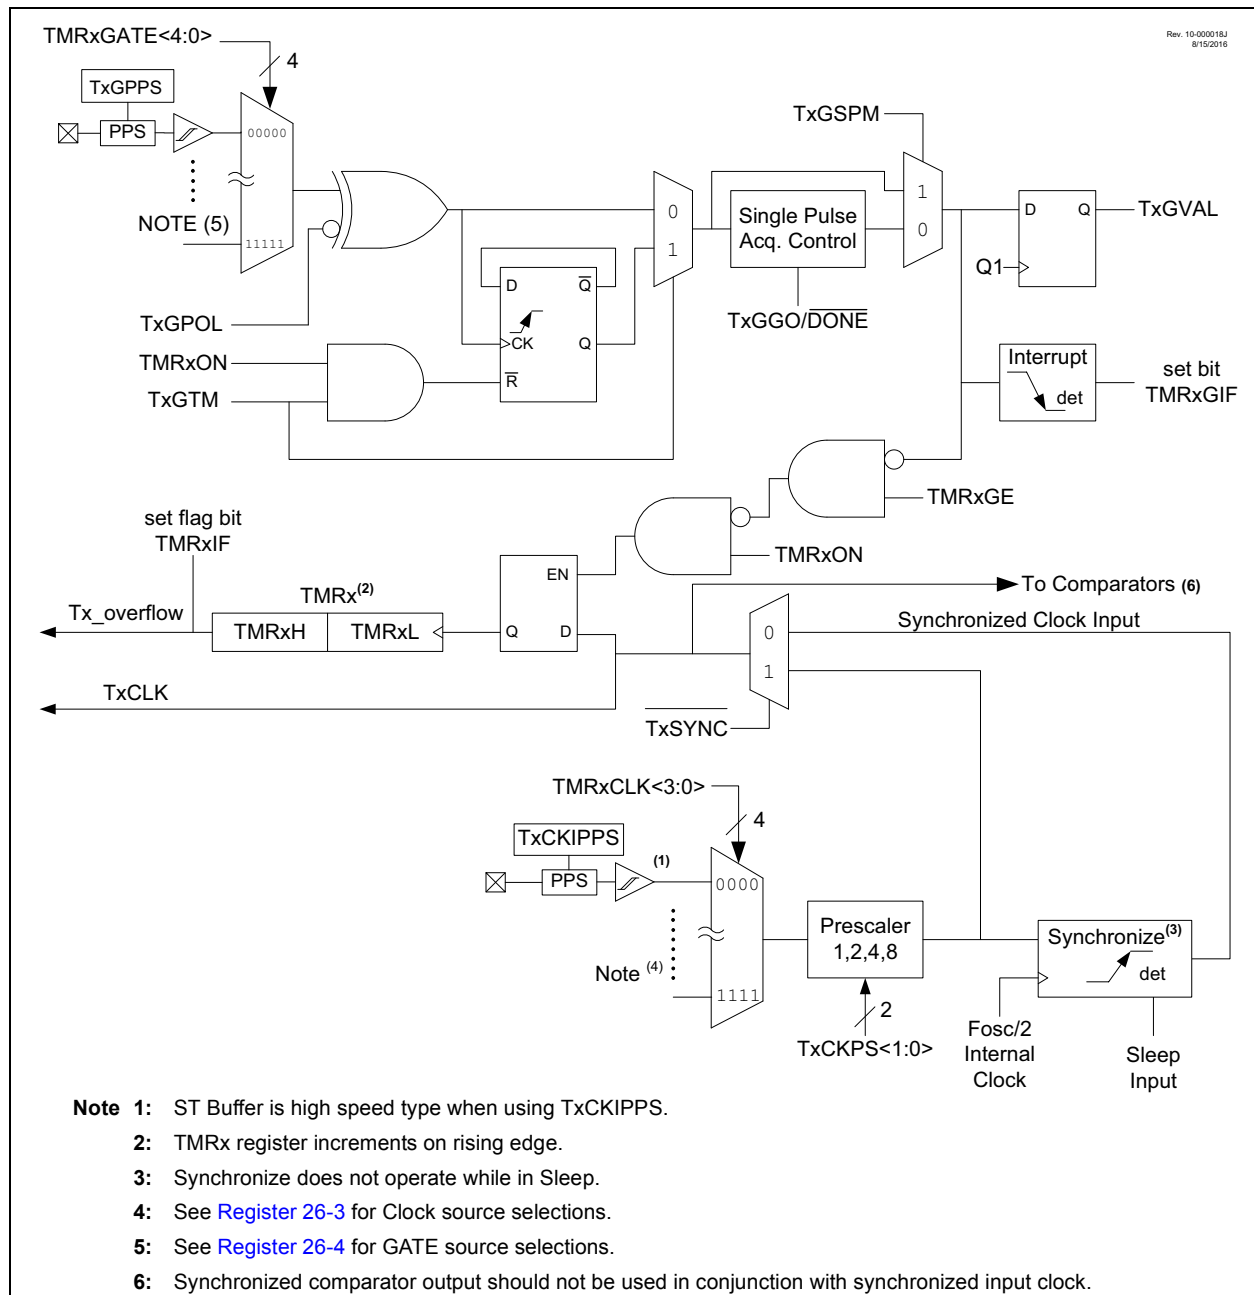 Rev. 10-000018J
8/15/2016
TMRxGATE<4:0>
4
TxGPPS
PPS
00000
NOTE (5)
11111
TxGPOL
TMRxON
TxGTM
D
Q
CK
Q
R
0
1
Single Pulse
Acq. Control
TxGGO/DONE
TxGSPM
1
0
D
Q
Q1
TxGVAL
Interrupt
det
set bit
TMRxGIF
TMRxGE
TMRxON
set flag bit
TMRxIF
Tx_overflow
TMRx(2)
TMRxH
TMRxL
EN
Q
D
TxCLK
To Comparators (6)
Synchronized Clock Input
0
1
TxSYNC
TMRxCLK<3:0>
4
TxCKIPPS
PPS
(1)
0000
Note (4)
1111
Prescaler
1,2,4,8
2
TxCKPS<1:0>
Synchronize(3)
det
Fosc/2
Internal
Clock
Sleep
Input
Note 1: ST Buffer is high speed type when using TxCKIPPS.
2: TMRx register increments on rising edge.
3: Synchronize does not operate while in Sleep.
4: See Register 26-3 for Clock source selections.
5: See Register 26-4 for GATE source selections.
6: Synchronized comparator output should not be used in conjunction with synchronized input clock.